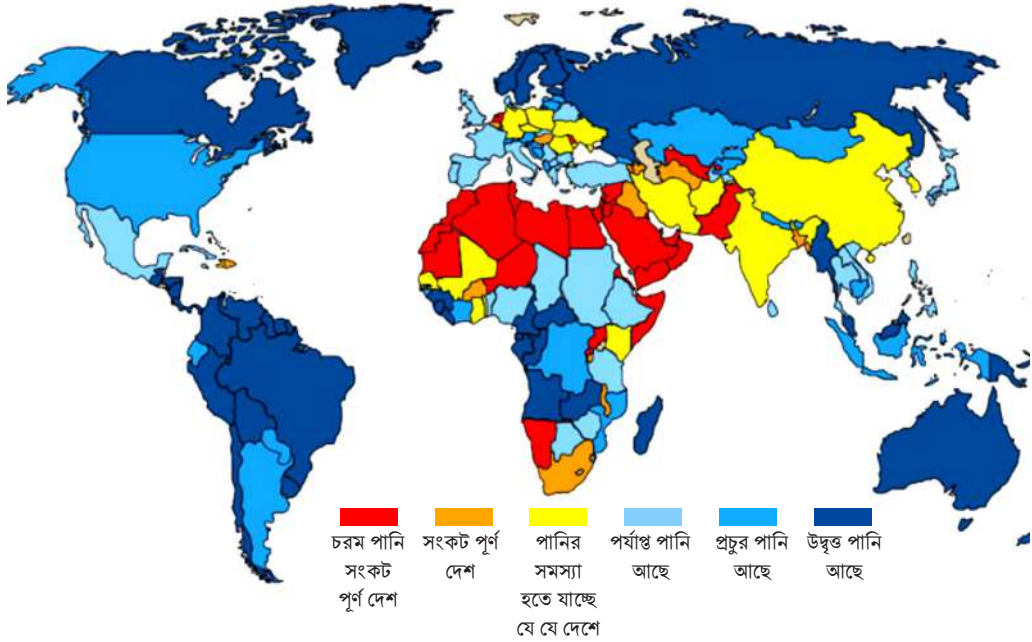 চরম পানি
সংকট
পূর্ণ দেশ
সংকট পূর্ণ
দেশ
পানির
সমস্যা
হতে যাচ্ছে
যে যে দেশে
পর্যাপ্ত পানি
আছে
প্রচুর পানি
আছে
উদ্বৃত্ত পানি
আছে